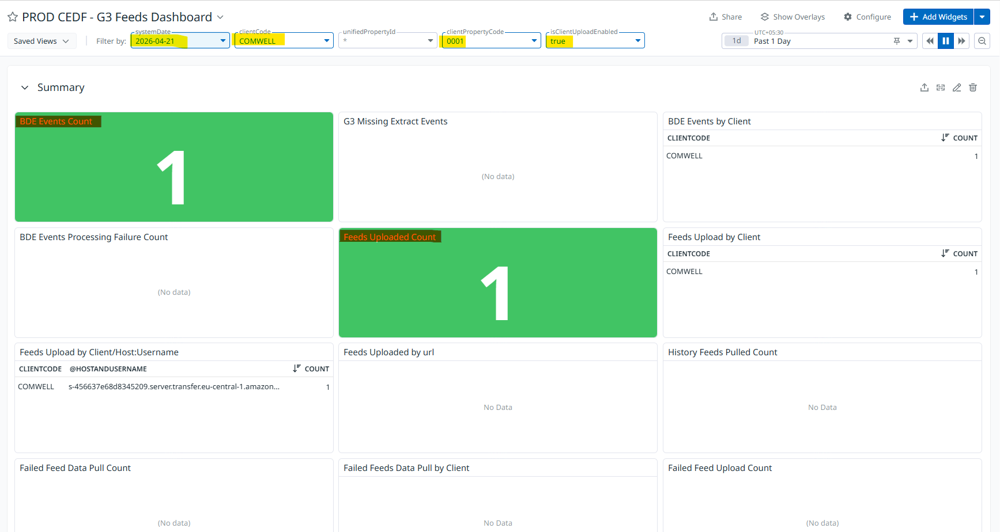 PROD CEDF - G3 Feeds Dashboard
Share
Show Overlays
Configure
Add Widgets
Saved Views
Filter by:
systemDate
2026-04-21
clientCode
COMWELL
unifiedPropertyId
*
clientPropertyCode
0001
isClientUploadEnabled
true
UTC+05:30
1d
Past 1 Day
Summary
BDE Events Count
1
G3 Missing Extract Events
(No data)
BDE Events by Client
CLIENTCODE COUNT
COMWELL 1
BDE Events Processing Failure Count
(No data)
Feeds Uploaded Count
1
Feeds Upload by Client
CLIENTCODE COUNT
COMWELL 1
Feeds Upload by Client/Host:Username
CLIENTCODE @HOSTANDUSERNAME COUNT
COMWELL s-456637e68d8345209.server.transfer.eu-central-1.amazon... 1
Feeds Uploaded by url
No Data
History Feeds Pulled Count
No Data
Failed Feed Data Pull Count
(No data)
Failed Feeds Data Pull by Client
No Data
Failed Feed Upload Count
(No data)